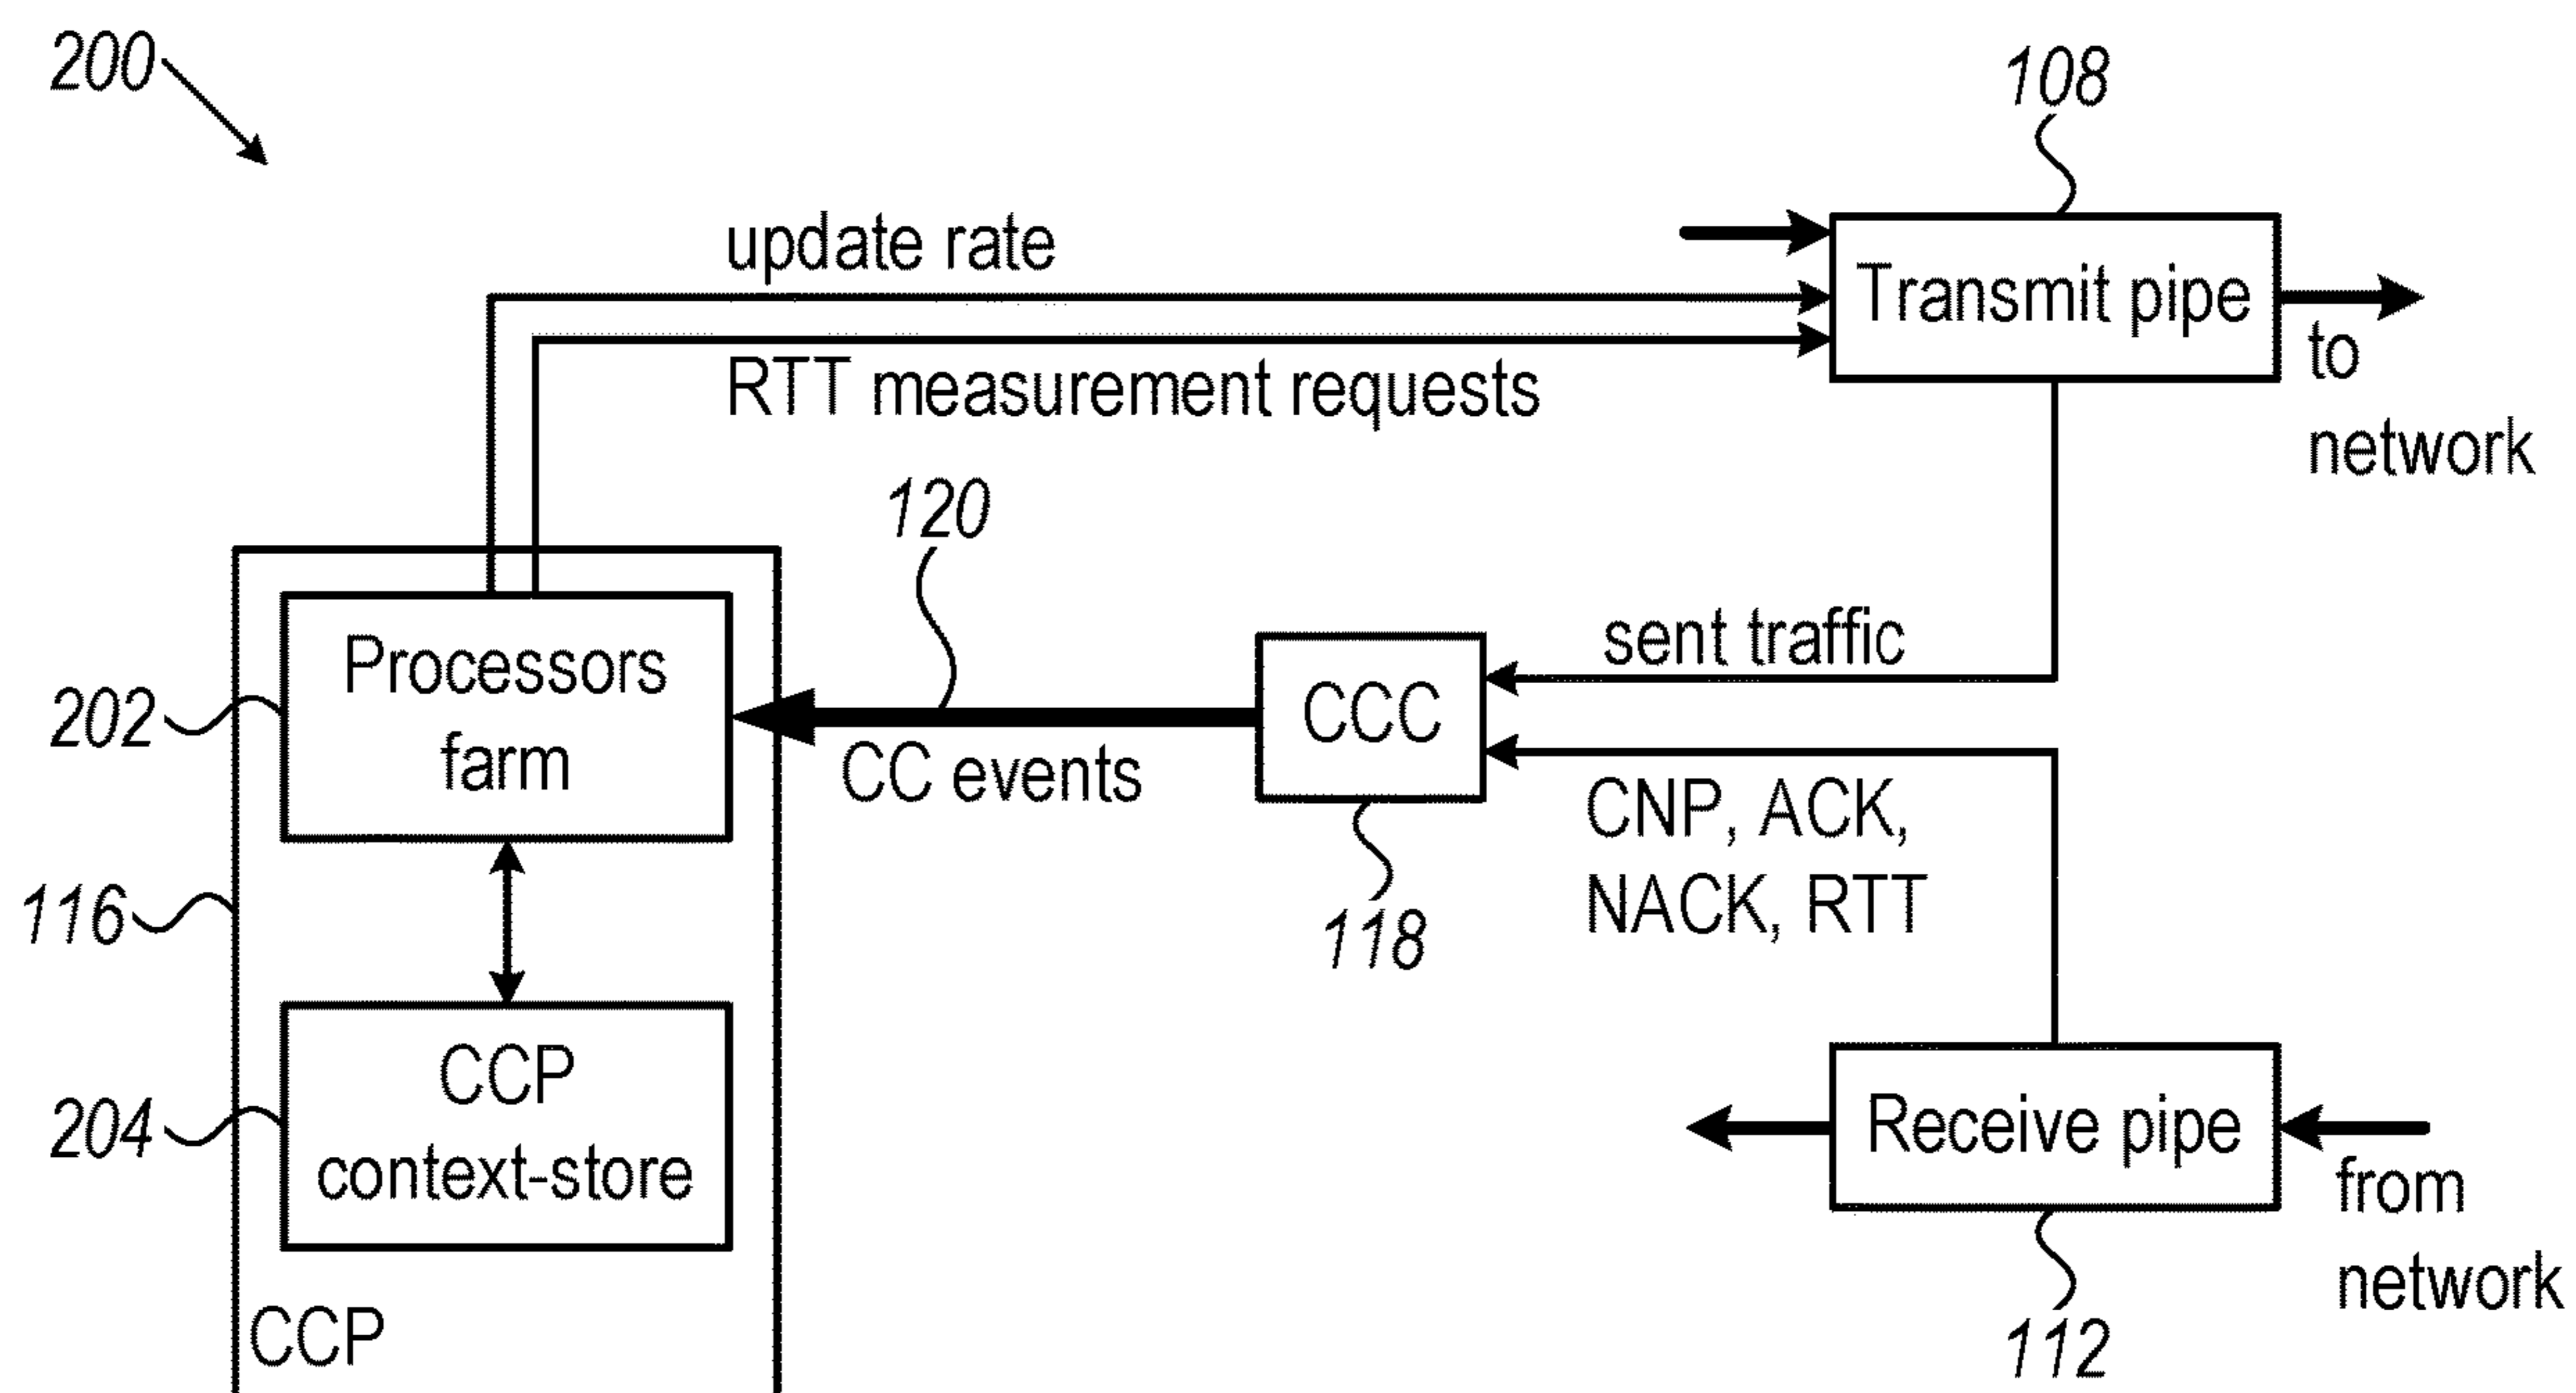 200
108
update rate
Transmit pipe
to
network
RTT measurement requests
120
Processors
farm
202
sent traffic
CCC
CC events
CNP, ACK,
NACK, RTT
118
116
CCP
context-store
204
Receive pipe
from
network
112
CCP